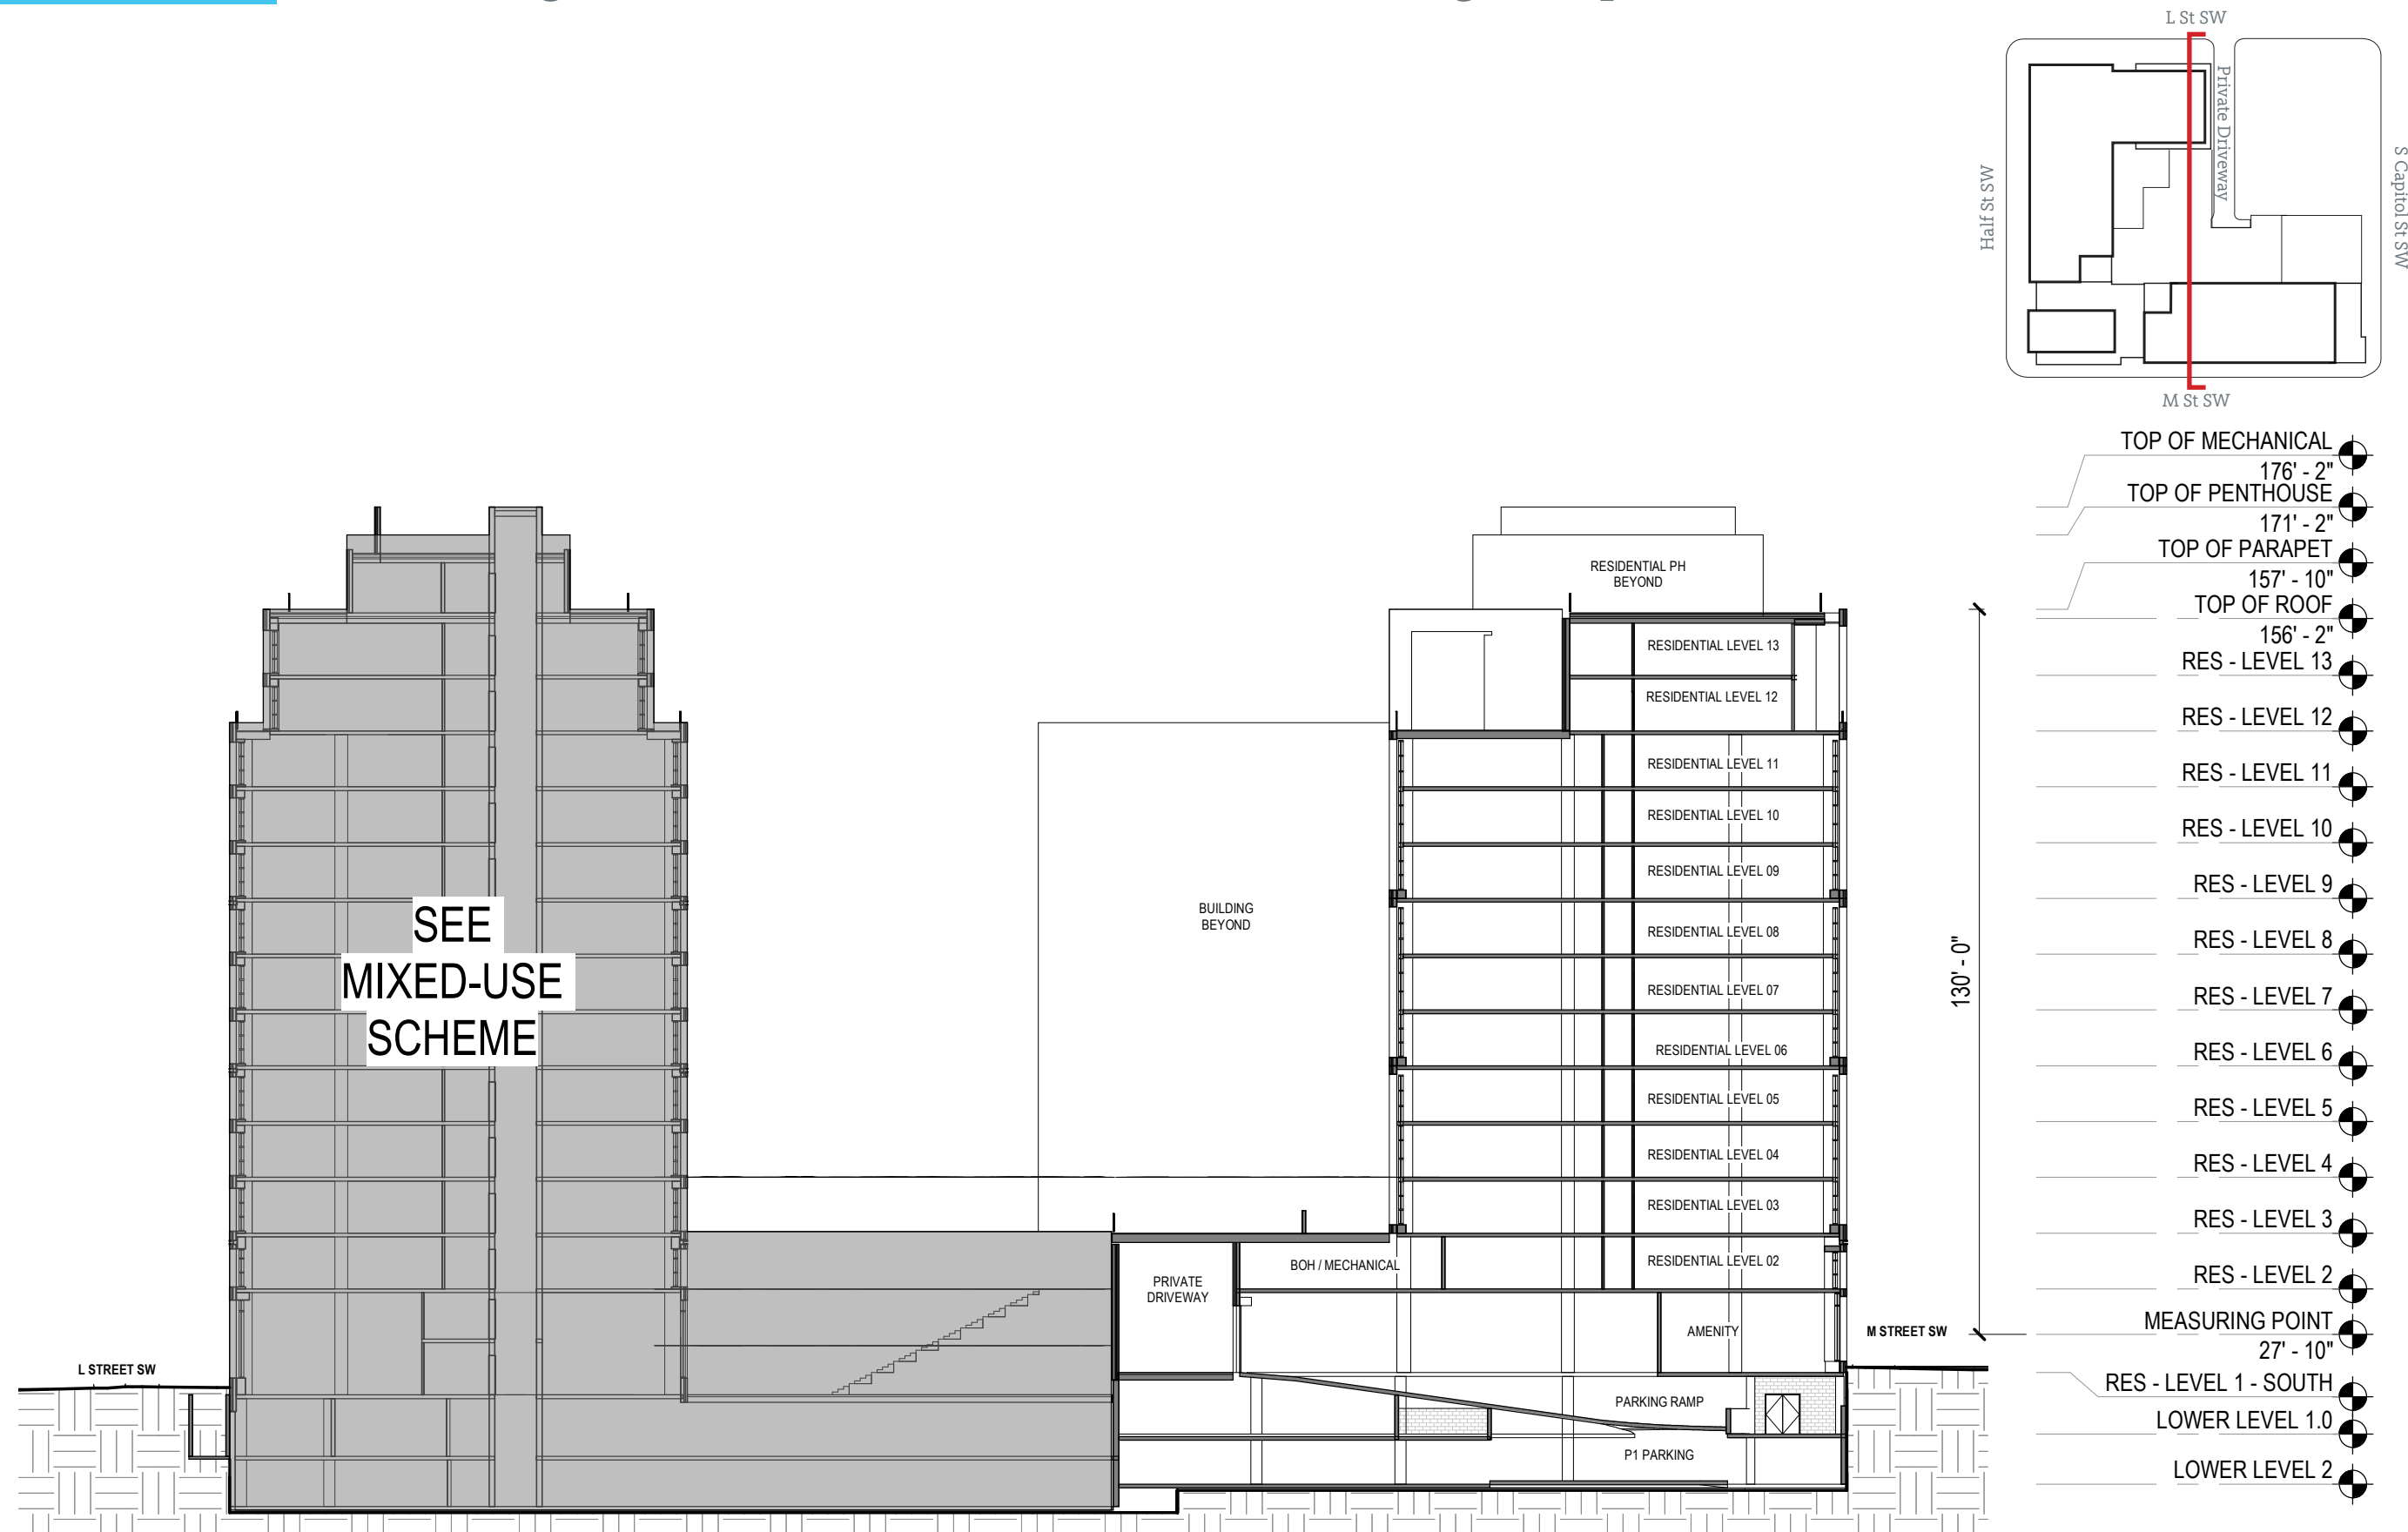 L St SW
Private Driveway
Half St SW
S Capitol St SW
M St SW
TOP OF MECHANICAL
176' - 2"
TOP OF PENTHOUSE
171' - 2"
TOP OF PARAPET
157' - 10"
TOP OF ROOF
156' - 2"
RES - LEVEL 13
RES - LEVEL 12
RES - LEVEL 11
RES - LEVEL 10
RES - LEVEL 9
RES - LEVEL 8
RES - LEVEL 7
RES - LEVEL 6
RES - LEVEL 5
RES - LEVEL 4
RES - LEVEL 3
RES - LEVEL 2
MEASURING POINT
27' - 10"
RES - LEVEL 1 - SOUTH
LOWER LEVEL 1.0
LOWER LEVEL 2
130' - 0"
RESIDENTIAL PH
BEYOND
RESIDENTIAL LEVEL 13
RESIDENTIAL LEVEL 12
RESIDENTIAL LEVEL 11
RESIDENTIAL LEVEL 10
RESIDENTIAL LEVEL 09
RESIDENTIAL LEVEL 08
RESIDENTIAL LEVEL 07
RESIDENTIAL LEVEL 06
RESIDENTIAL LEVEL 05
RESIDENTIAL LEVEL 04
RESIDENTIAL LEVEL 03
RESIDENTIAL LEVEL 02
BUILDING
BEYOND
SEE
MIXED-USE
SCHEME
BOH / MECHANICAL
PRIVATE
DRIVEWAY
AMENITY
M STREET SW
L STREET SW
PARKING RAMP
P1 PARKING